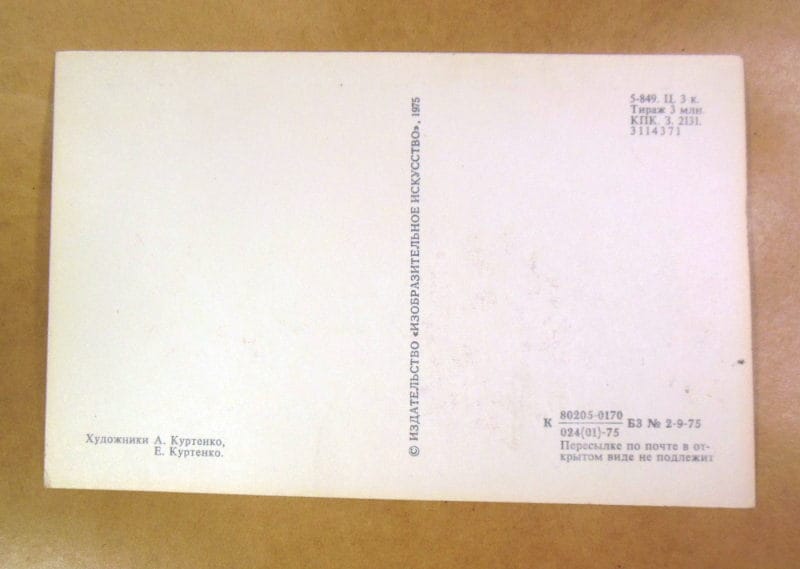 Художники А. Куртенко,
Е. Куртенко.
© ИЗДАТЕЛЬСТВО «ИЗОБРАЗИТЕЛЬНОЕ ИСКУССТВО», 1975
5-849. Ц. 3 к.
Тираж 3 млн.
КПК. З. 2131.
3114371
К 80205-0170 БЗ № 2-9-75
024(01)-75
Пересылке по почте в от-
крытом виде не подлежит